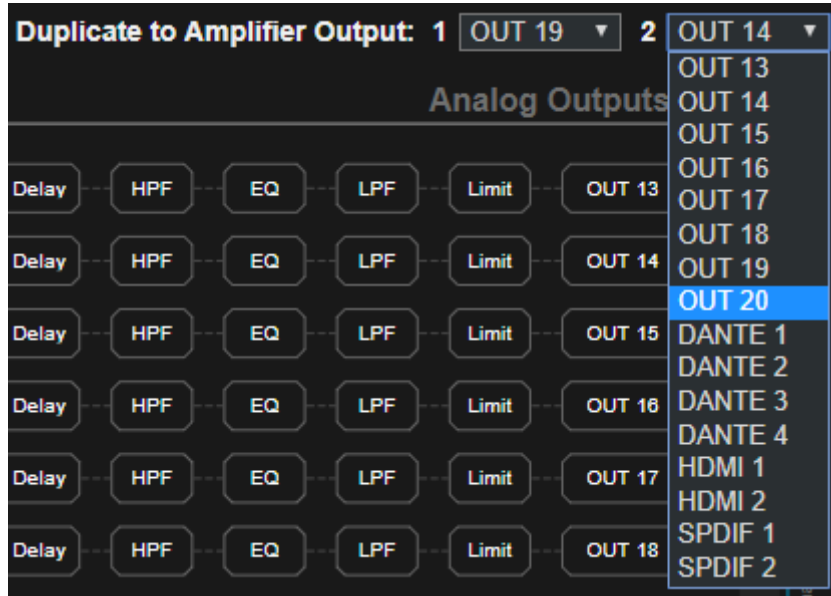 Duplicate to Amplifier Output: 1 OUT 19 ▼ 2 OUT 14 ▼
Analog Outputs
Delay HPF EQ LPF Limit OUT 13
Delay HPF EQ LPF Limit OUT 14
Delay HPF EQ LPF Limit OUT 15
Delay HPF EQ LPF Limit OUT 16
Delay HPF EQ LPF Limit OUT 17
Delay HPF EQ LPF Limit OUT 18
OUT 13
OUT 14
OUT 15
OUT 16
OUT 17
OUT 18
OUT 19
OUT 20
DANTE 1
DANTE 2
DANTE 3
DANTE 4
HDMI 1
HDMI 2
SPDIF 1
SPDIF 2